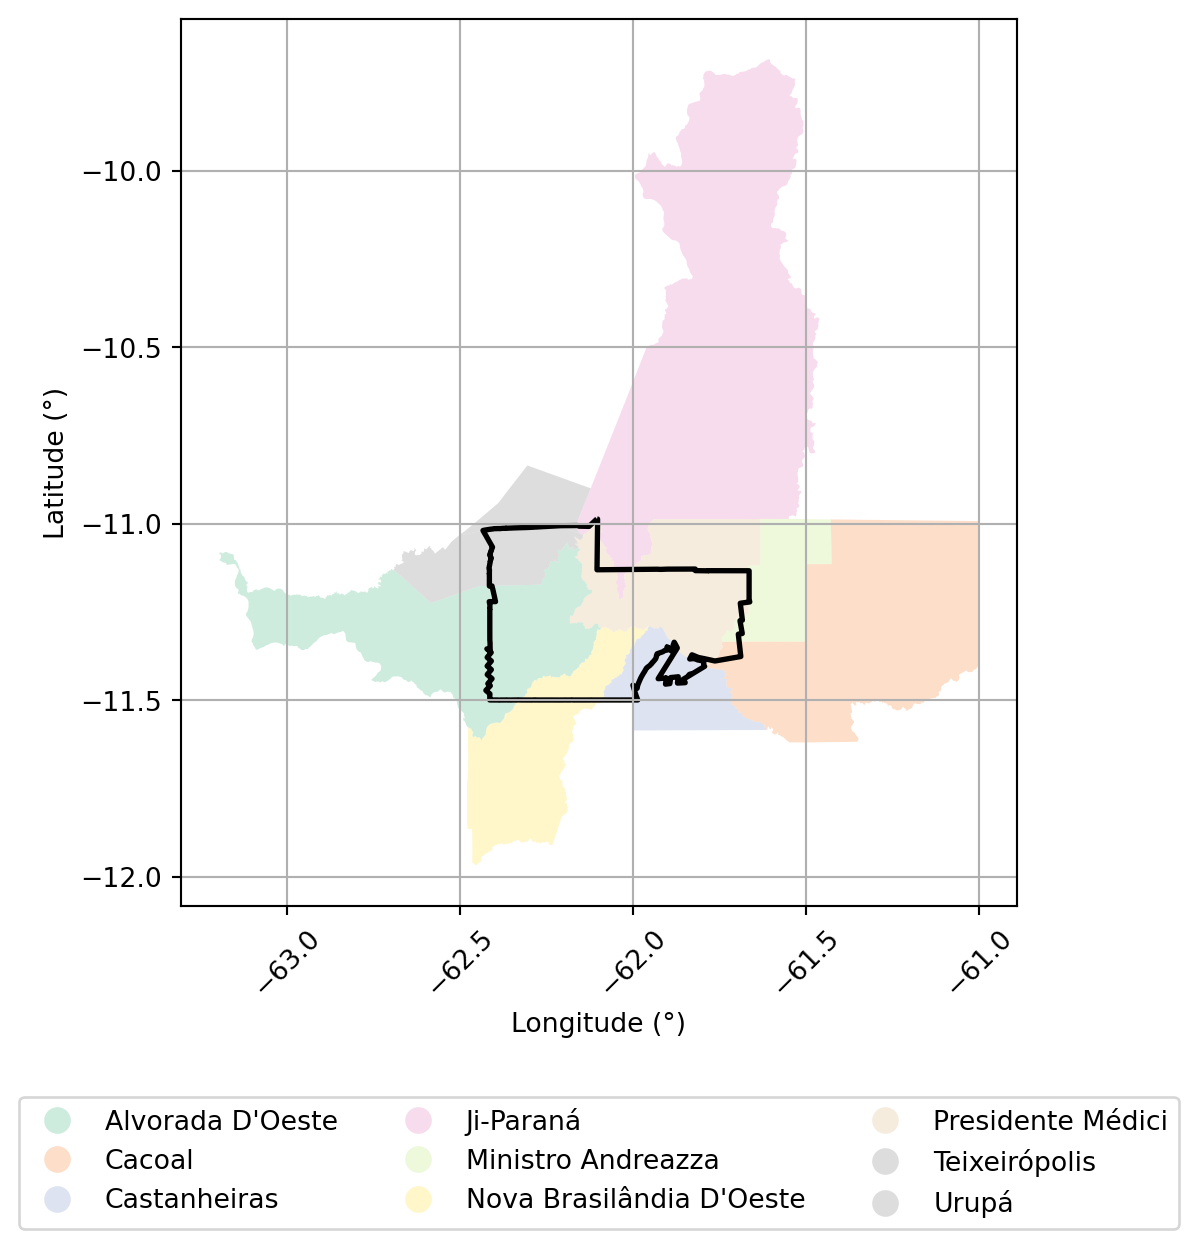 −10.0
−10.5
−11.0
−11.5
−12.0
Latitude (°)
−63.0
−62.5
−62.0
−61.5
−61.0
Longitude (°)
Alvorada D'Oeste
Cacoal
Castanheiras
Ji-Paraná
Ministro Andreazza
Nova Brasilândia D'Oeste
Presidente Médici
Teixeirópolis
Urupá